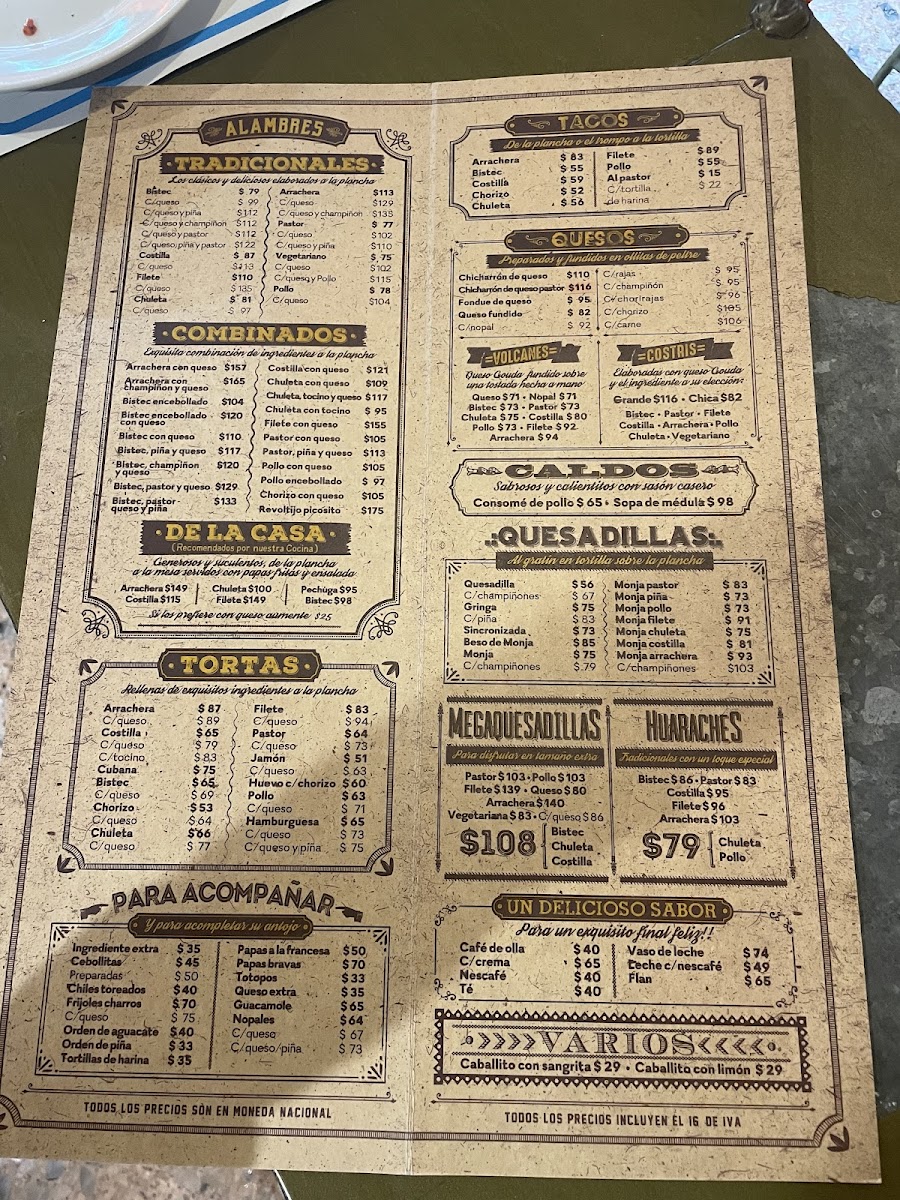 ALAMBRES
TRADICIONALES
Los clásicos y deliciosos elaborados a la plancha
Bistec $ 79
C/queso $ 99
C/queso y piña $112
C/queso y champiñon $112
C/queso y pastor $112
C/queso, piña y pastor $122
Costilla $ 87
C/queso $113
Filete $110
C/queso $ 135
Chuleta $ 81
C/queso $ 97
Arrachera $113
C/queso $129
C/queso y champiñon $133
Pastor $ 77
C/queso $102
C/queso y piña $110
Vegetariano $ 75
C/queso $102
C/queso y Pollo $115
Pollo $ 78
C/queso $104
COMBINADOS
Exquisita combinación de ingredientes a la plancha
Arrachera con queso $157
Arrachera con
Champiñon y queso $165
Bistec encebollado $104
Bistec encebollado
con queso $120
Bistec con queso $110
Bistec, piña y queso $117
Bistec, champiñon
y queso $120
Bistec, pastor y queso $129
Bistec, pastor
queso y piña $133
Costilla con queso $121
Chuleta con queso $109
Chuleta, tocino y queso $117
Chuleta con tocino $ 95
Filete con queso $155
Pastor con queso $105
Pastor, piña y queso $113
Pollo con queso $105
Pollo encebollado $ 97
Chorizo con queso $105
Revoltijo picosito $175
DE LA CASA
(Recomendados por nuestra Cocina)
Generosos y suculentos, de la plancha
a la mesa servidos con papas fritas y ensalada
Arrachera $149
Costilla $115
Chuleta $100
Filete $149
Pechuga $95
Bistec $98
Si los prefiere con queso aumente $25
TORTAS
Rellenas de exquisitos ingredientes a la plancha
Arrachera $ 87
C/queso $ 89
Costilla $ 65
C/queso $ 79
C/tocino $ 83
Cubana $ 75
Bistec $ 65
C/queso $ 69
Chorizo $ 53
C/queso $ 64
Chuleta $ 66
C/queso $ 77
Filete $ 83
C/queso $ 94
Pastor $ 64
C/queso $ 73
Jamón $ 51
C/queso $ 63
Huevo c/ chorizo $ 60
Pollo $ 63
C/queso $ 71
Hamburguesa $ 65
C/queso $ 73
C/queso y piña $ 75
PARA ACOMPAÑAR
Y para acompletar su antojo
Ingrediente extra $ 35
Cebollitas $ 45
Preparadas $ 50
Chiles toreados $ 40
Frijoles charros $ 70
C/queso $ 75
Orden de aguacate $ 40
Orden de piña $ 33
Tortillas de harina $ 35
Papas a la francesa $ 50
Papas bravas $ 70
Totopos $ 33
Queso extra $ 35
Guacamole $ 65
Nopales $ 64
C/queso $ 67
C/queso/piña $ 73
TODOS LOS PRECIOS SON EN MONEDA NACIONAL
TACOS
De la plancha o el trompo a la tortilla
Arrachera $ 83
Bistec $ 55
Costilla $ 59
Chorizo $ 52
Chuleta $ 56
Filete $ 89
Pollo $ 55
Al pastor $ 15
C/tortilla $ 22
de harina
QUESOS
Preparados y fundidos en ollitas de peltre
Chicharrón de queso $110
Chicharrón de queso pastor $116
Fondue de queso $ 95
Queso fundido $ 82
C/nopal $ 92
C/rajas $ 95
C/champiñón $ 95
C/chor/rajas $ 96
C/chorizo $105
C/carne $106
VOLCANES
Queso Gouda fundido sobre
una tostada hecha a mano
Queso $ 71 • Nopal $ 71
Bistec $ 73 • Pastor $73
Chuleta $ 75 • Costilla $ 80
Pollo $ 73 • Filete $ 92
Arrachera $ 94
COSTRIS
Elaboradas con queso Gouda
y el ingrediente a su elección:
Grande $116 • Chica $82
Bistec • Pastor • Filete
Costilla • Arrachera • Pollo
Chuleta • Vegetariano
CALDOS
Sabrosos y calientitos con sasón casero
Consomé de pollo $ 65 • Sopa de médula $ 98
.:QUESADILLAS:.
Al gratin en tortilla sobre la plancha
Quesadilla $ 56
C/champiñones $ 67
Gringa $ 75
C/piña $ 83
Sincronizada $ 73
Beso de Monja $ 85
Monja $ 75
C/champiñones $ 79
Monja pastor $ 83
Monja piña $ 73
Monja pollo $ 73
Monja filete $ 91
Monja chuleta $ 75
Monja costilla $ 81
Monja arrachera $ 93
C/champiñones $103
MEGAQUESADILLAS
Para disfrutar en tamaño extra
Pastor $ 103 • Pollo $ 103
Filete $ 139 • Queso $ 80
Arrachera $ 140
Vegetariana $ 83 • C/queso $ 86
$108
Bistec
Chuleta
Costilla
HUARACHES
Tradicionales con un toque especial
Bistec $ 86 • Pastor $ 83
Costilla $ 95
Filete $ 96
Arrachera $ 103
$79
Chuleta
Pollo
UN DELICIOSO SABOR
Para un exquisito final feliz!!
Café de olla $ 40
C/crema $ 65
Nescafé $ 40
Té $ 40
Vaso de leche $ 74
Leche c/nescafé $ 49
Flan $ 65
VARIOS
Caballito con sangrita $ 29 • Caballito con limón $ 29
TODOS LOS PRECIOS INCLUYEN EL 16 DE IVA